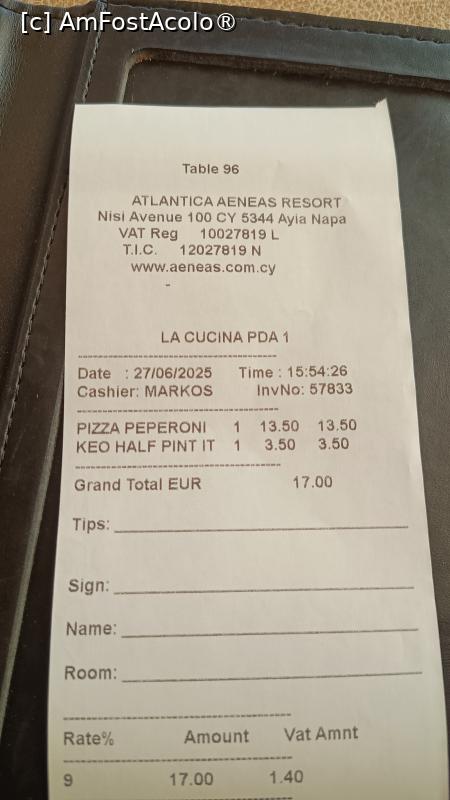 [c] AmFostAcolo®
Table 96
ATLANTICA AENEAS RESORT
Nisi Avenue 100 CY 5344 Ayia Napa
VAT Reg 10027819 L
T.I.C. 12027819 N
www.aeneas.com.cy
-
LA CUCINA PDA 1
Date : 27/06/2025 Time : 15:54:26
Cashier: MARKOS InvNo: 57833
PIZZA PEPERONI 1 13.50 13.50
KEO HALF PINT IT 1 3.50 3.50
Grand Total EUR 17.00
Tips:
Sign:
Name:
Room:
Rate% Amount Vat Amnt
9 17.00 1.40